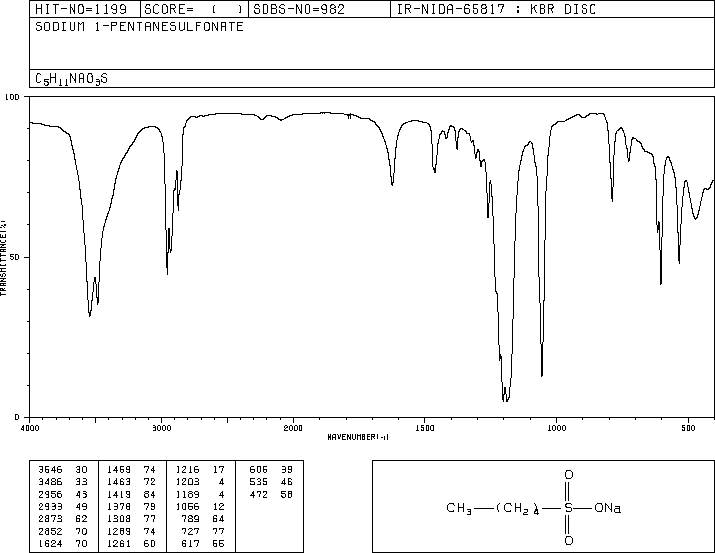 HIT-NO=1199 SCORE= ( ) SDBS-NO=982 IR-NIDA-65817 : KBR DISC
SODIUM 1-PENTANESULFONATE
C5H11NAO3S
100
50
0
TRANSMITTANCE(%)
4000 3000 2000 1500 1000 500
WAVENUMBER(-1)
3546 30 1469 74 1216 17 606 39
3486 33 1463 72 1203 4 535 46
2956 43 1419 84 1189 4 472 58
2939 49 1378 79 1056 12
2873 62 1308 77 789 64
2852 70 1289 74 727 77
1624 70 1261 60 617 55
O
CH3—(CH2)4—S—ONa
O